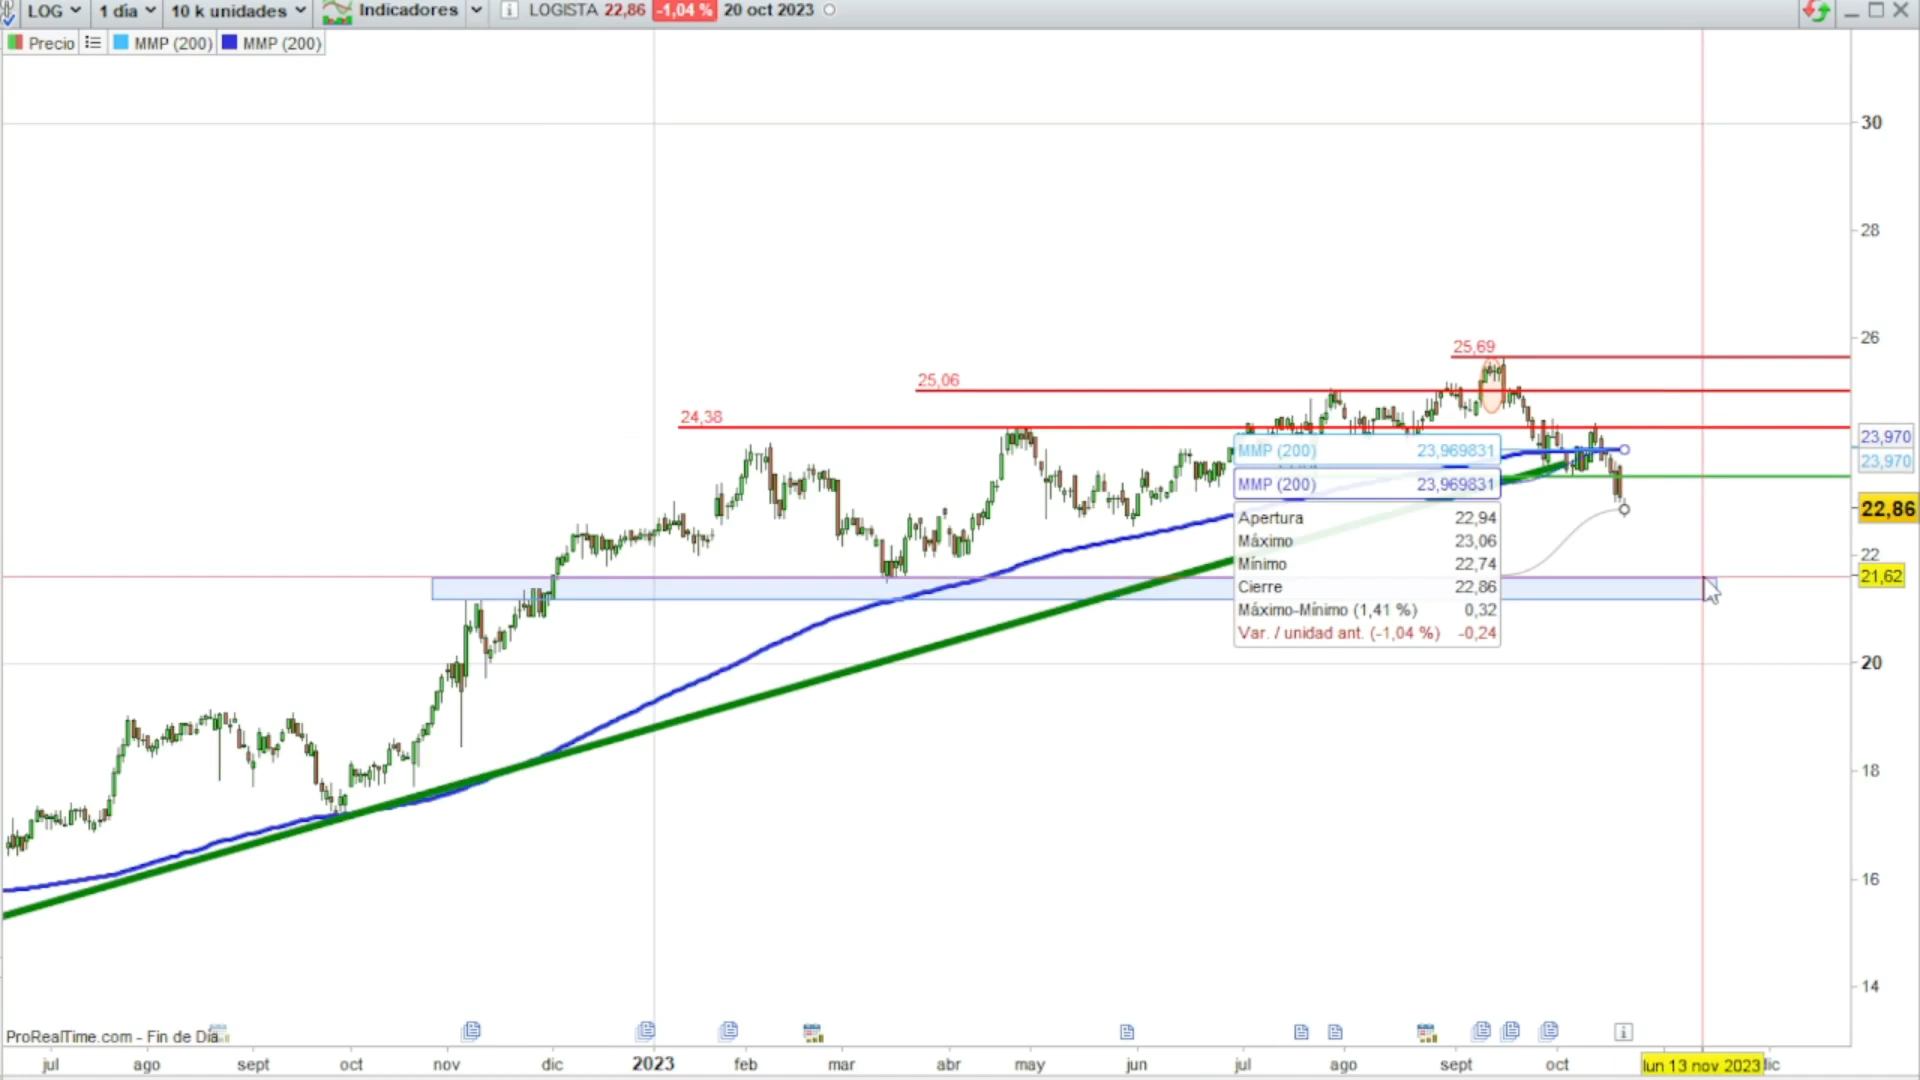 LOG 1 día 10 k unidades Indicadores LOGISTA 22,86 -1,04 % 20 oct 2023
Precio MMP (200) MMP (200)
30
28
26
25,69
25,06
24,38
23,970
23,970
MMP (200) 23,969831
MMP (200) 23,969831
22,86
Apertura 22,94
Máximo 23,06
Mínimo 22,74
Cierre 22,86
Máximo-Mínimo (1,41 %) 0,32
Var. / unidad ant. (-1,04 %) -0,24
22
21,62
20
18
16
14
ProRealTime.com - Fin de Día
jul ago sept oct nov dic 2023 feb mar abr may jun jul ago sept oct lun 13 nov 2023 dic